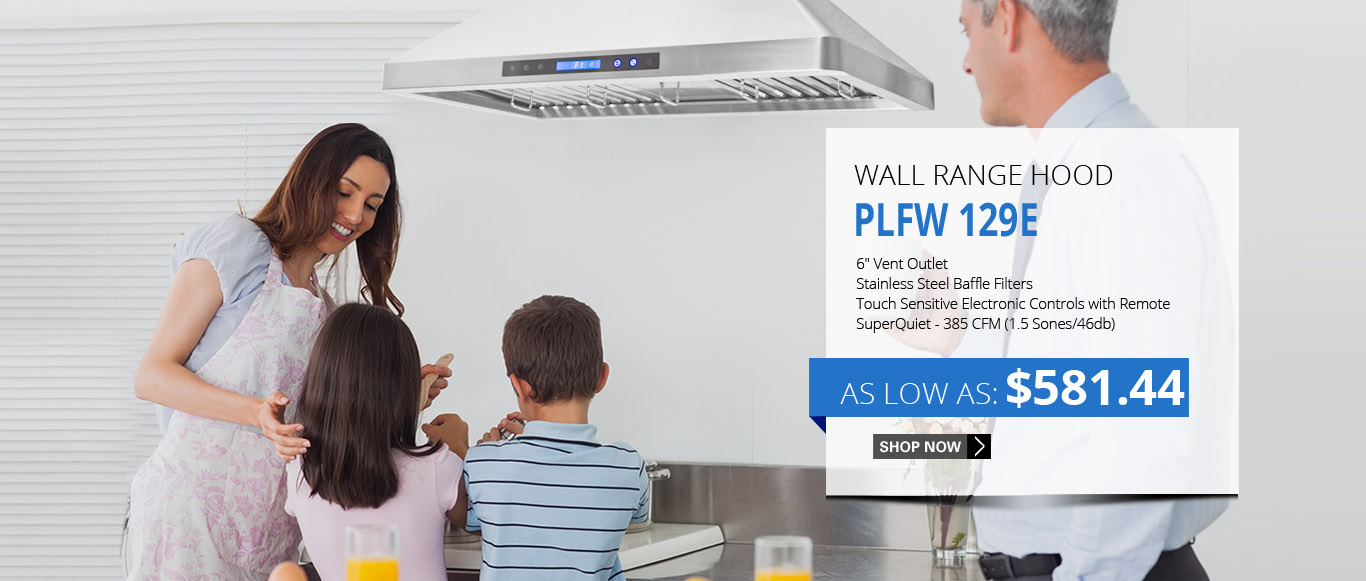 WALL RANGE HOOD
PLFW 129E
6" Vent Outlet
Stainless Steel Baffle Filters
Touch Sensitive Electronic Controls with Remote
SuperQuiet - 385 CFM (1.5 Sones/46db)
AS LOW AS: $581.44
SHOP NOW